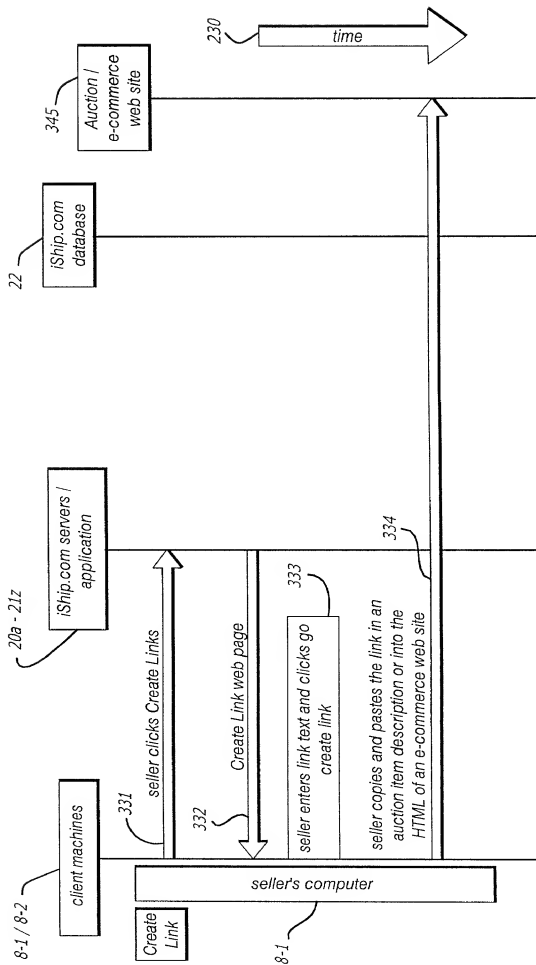 8-1 / 8-2
client machines
20a - 21z
iShip.com servers /
application
22
iShip.com
database
345
Auction /
e-commerce
web site
230
time
Create
Link
331
seller clicks Create Links
332
Create Link web page
333
seller enters link text and clicks go
create link
334
seller copies and pastes the link in an
auction item description or into the
HTML of an e-commerce web site
seller's computer
8-1